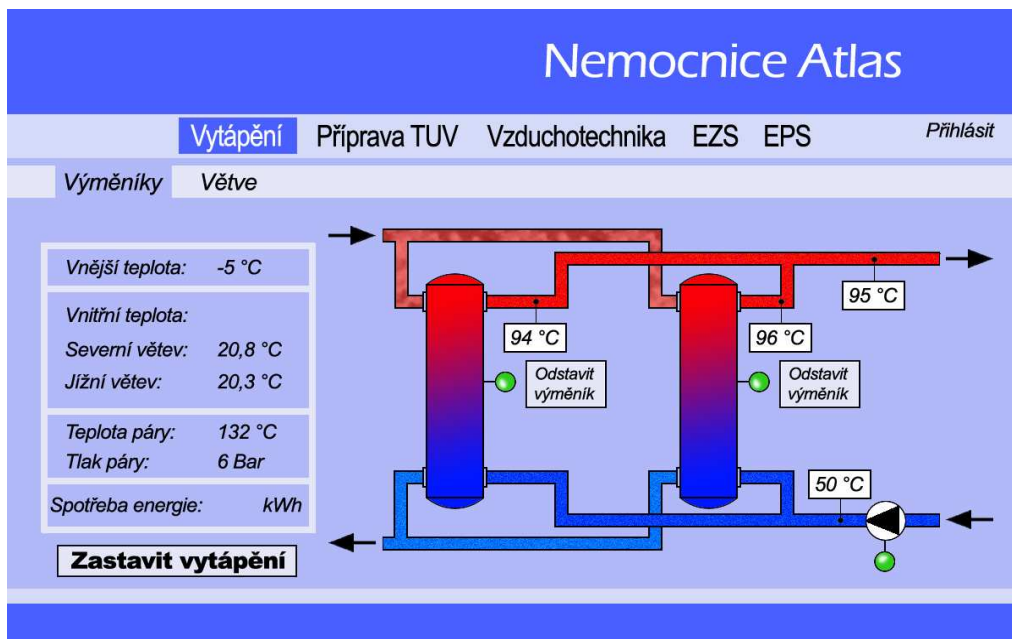 Nemocnice Atlas
Vytápění Příprava TUV Vzduchotechnika EZS EPS Přihlásit
Výměníky Větve
Vnější teplota: -5 °C
Vnitřní teplota:
Severní větev: 20,8 °C
Jížní větev: 20,3 °C
Teplota páry: 132 °C
Tlak páry: 6 Bar
Spotřeba energie: kWh
Zastavit vytápění
94 °C
96 °C
95 °C
Odstavit
výměník
Odstavit
výměník
50 °C